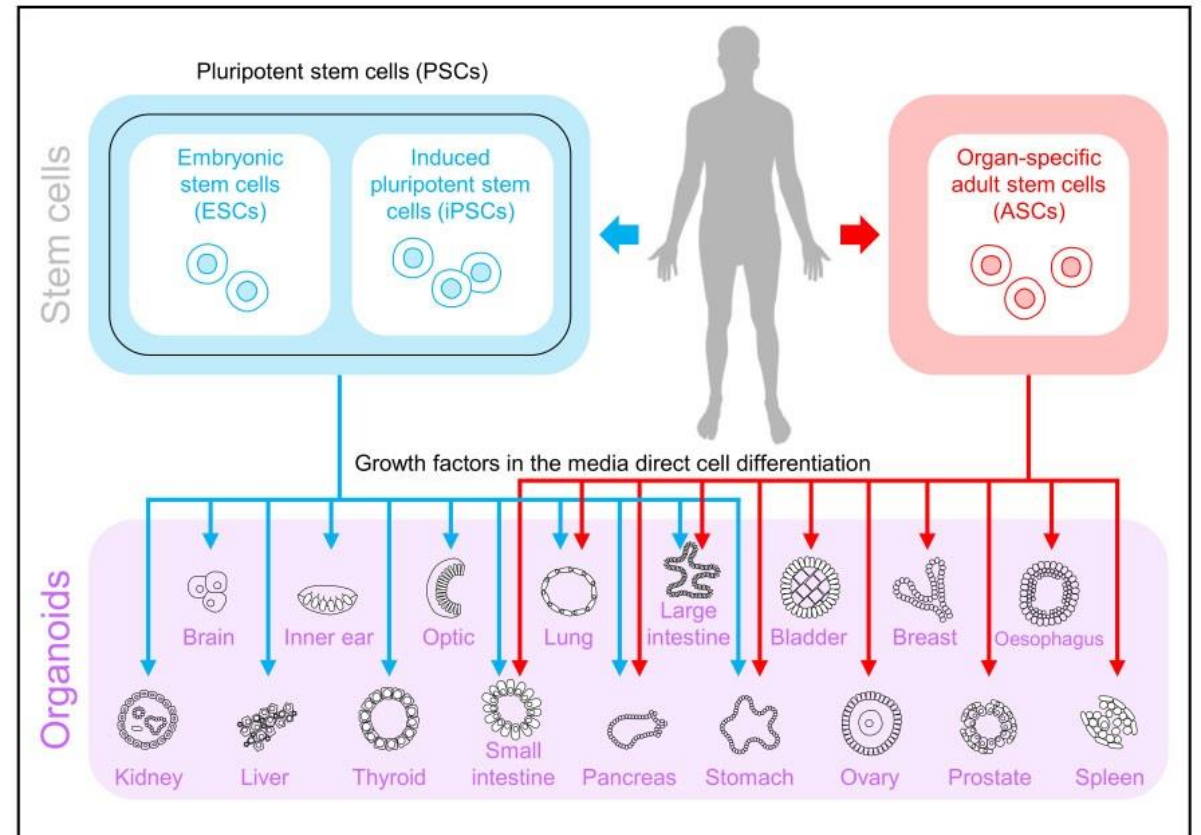 Pluripotent stem cells (PSCs)
Stem cells
Embryonic
stem cells
(ESCs)
Induced
pluripotent stem
cells (iPSCs)
Organ-specific
adult stem cells
(ASCs)
Growth factors in the media direct cell differentiation
Organoids
Brain
Inner ear
Optic
Lung
Large
intestine
Bladder
Breast
Oesophagus
Kidney
Liver
Thyroid
Small
intestine
Pancreas
Stomach
Ovary
Prostate
Spleen